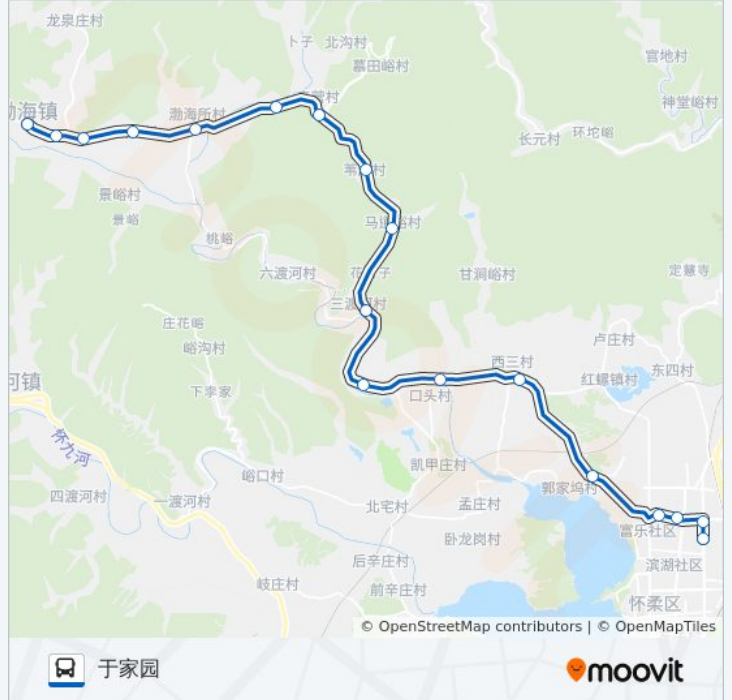 龙泉庄村
卜子
北沟村
慕田峪村
官地村
神堂峪村
渤海镇
渤海所村
长元村
环坨峪
景峪村
景峪
桃峪
马道峪村
六渡河村
甘涧峪村
定慧寺
三渡河村
庄花峪
峪沟村
卢庄村
西三村
红螺镇村
东四村
河镇
下李家
口头村
怀九河
凯甲庄村
峪口村
郭家坞村
四渡河村
一渡河村
北宅村
孟庄村
富乐社区
卧龙岗村
后辛庄村
滨湖社区
岐庄村
前辛庄村
怀柔区
© OpenStreetMap contributors | © OpenMapTiles
于家园
moovit